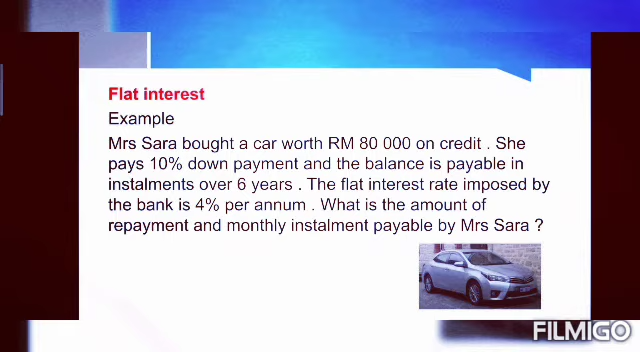 Flat interest
Example
Mrs Sara bought a car worth RM 80 000 on credit . She
pays 10% down payment and the balance is payable in
instalments over 6 years . The flat interest rate imposed by
the bank is 4% per annum . What is the amount of
repayment and monthly instalment payable by Mrs Sara ?
FILMIGO